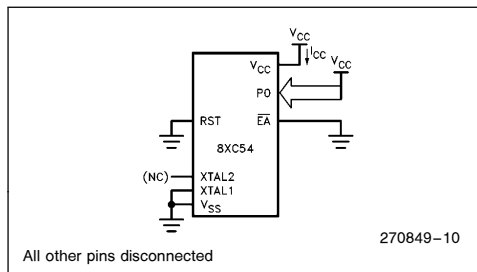 VCC
ICC
VCC
VCC
P0
RST
EA
8XC54
(NC)
XTAL2
XTAL1
VSS
270849-10
All other pins disconnected